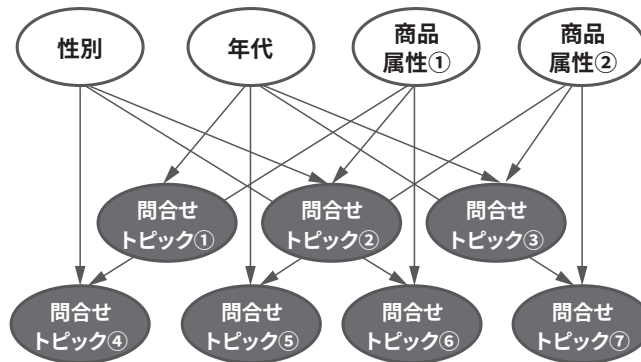 性別
年代
商品
属性①
商品
属性②
問合せ
トピック①
問合せ
トピック②
問合せ
トピック③
問合せ
トピック④
問合せ
トピック⑤
問合せ
トピック⑥
問合せ
トピック⑦